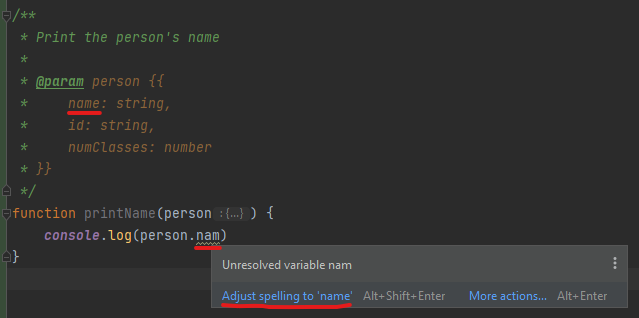 /**
 * Print the person's name
 *
 * @param person {{
 *     name: string,
 *     id: string,
 *     numClasses: number
 * }}
 */
function printName(person :{...} ) {
    console.log(person.nam)
}
Unresolved variable nam
Adjust spelling to 'name' Alt+Shift+Enter More actions... Alt+Enter